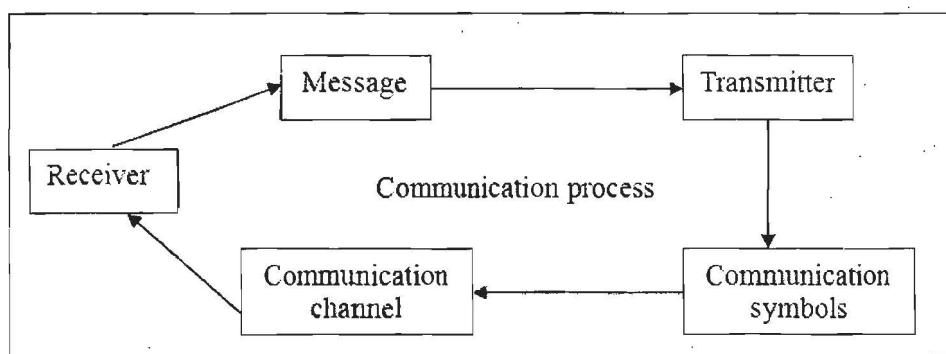 Message
Transmitter
Receiver
Communication process
Communication
channel
Communication
symbols